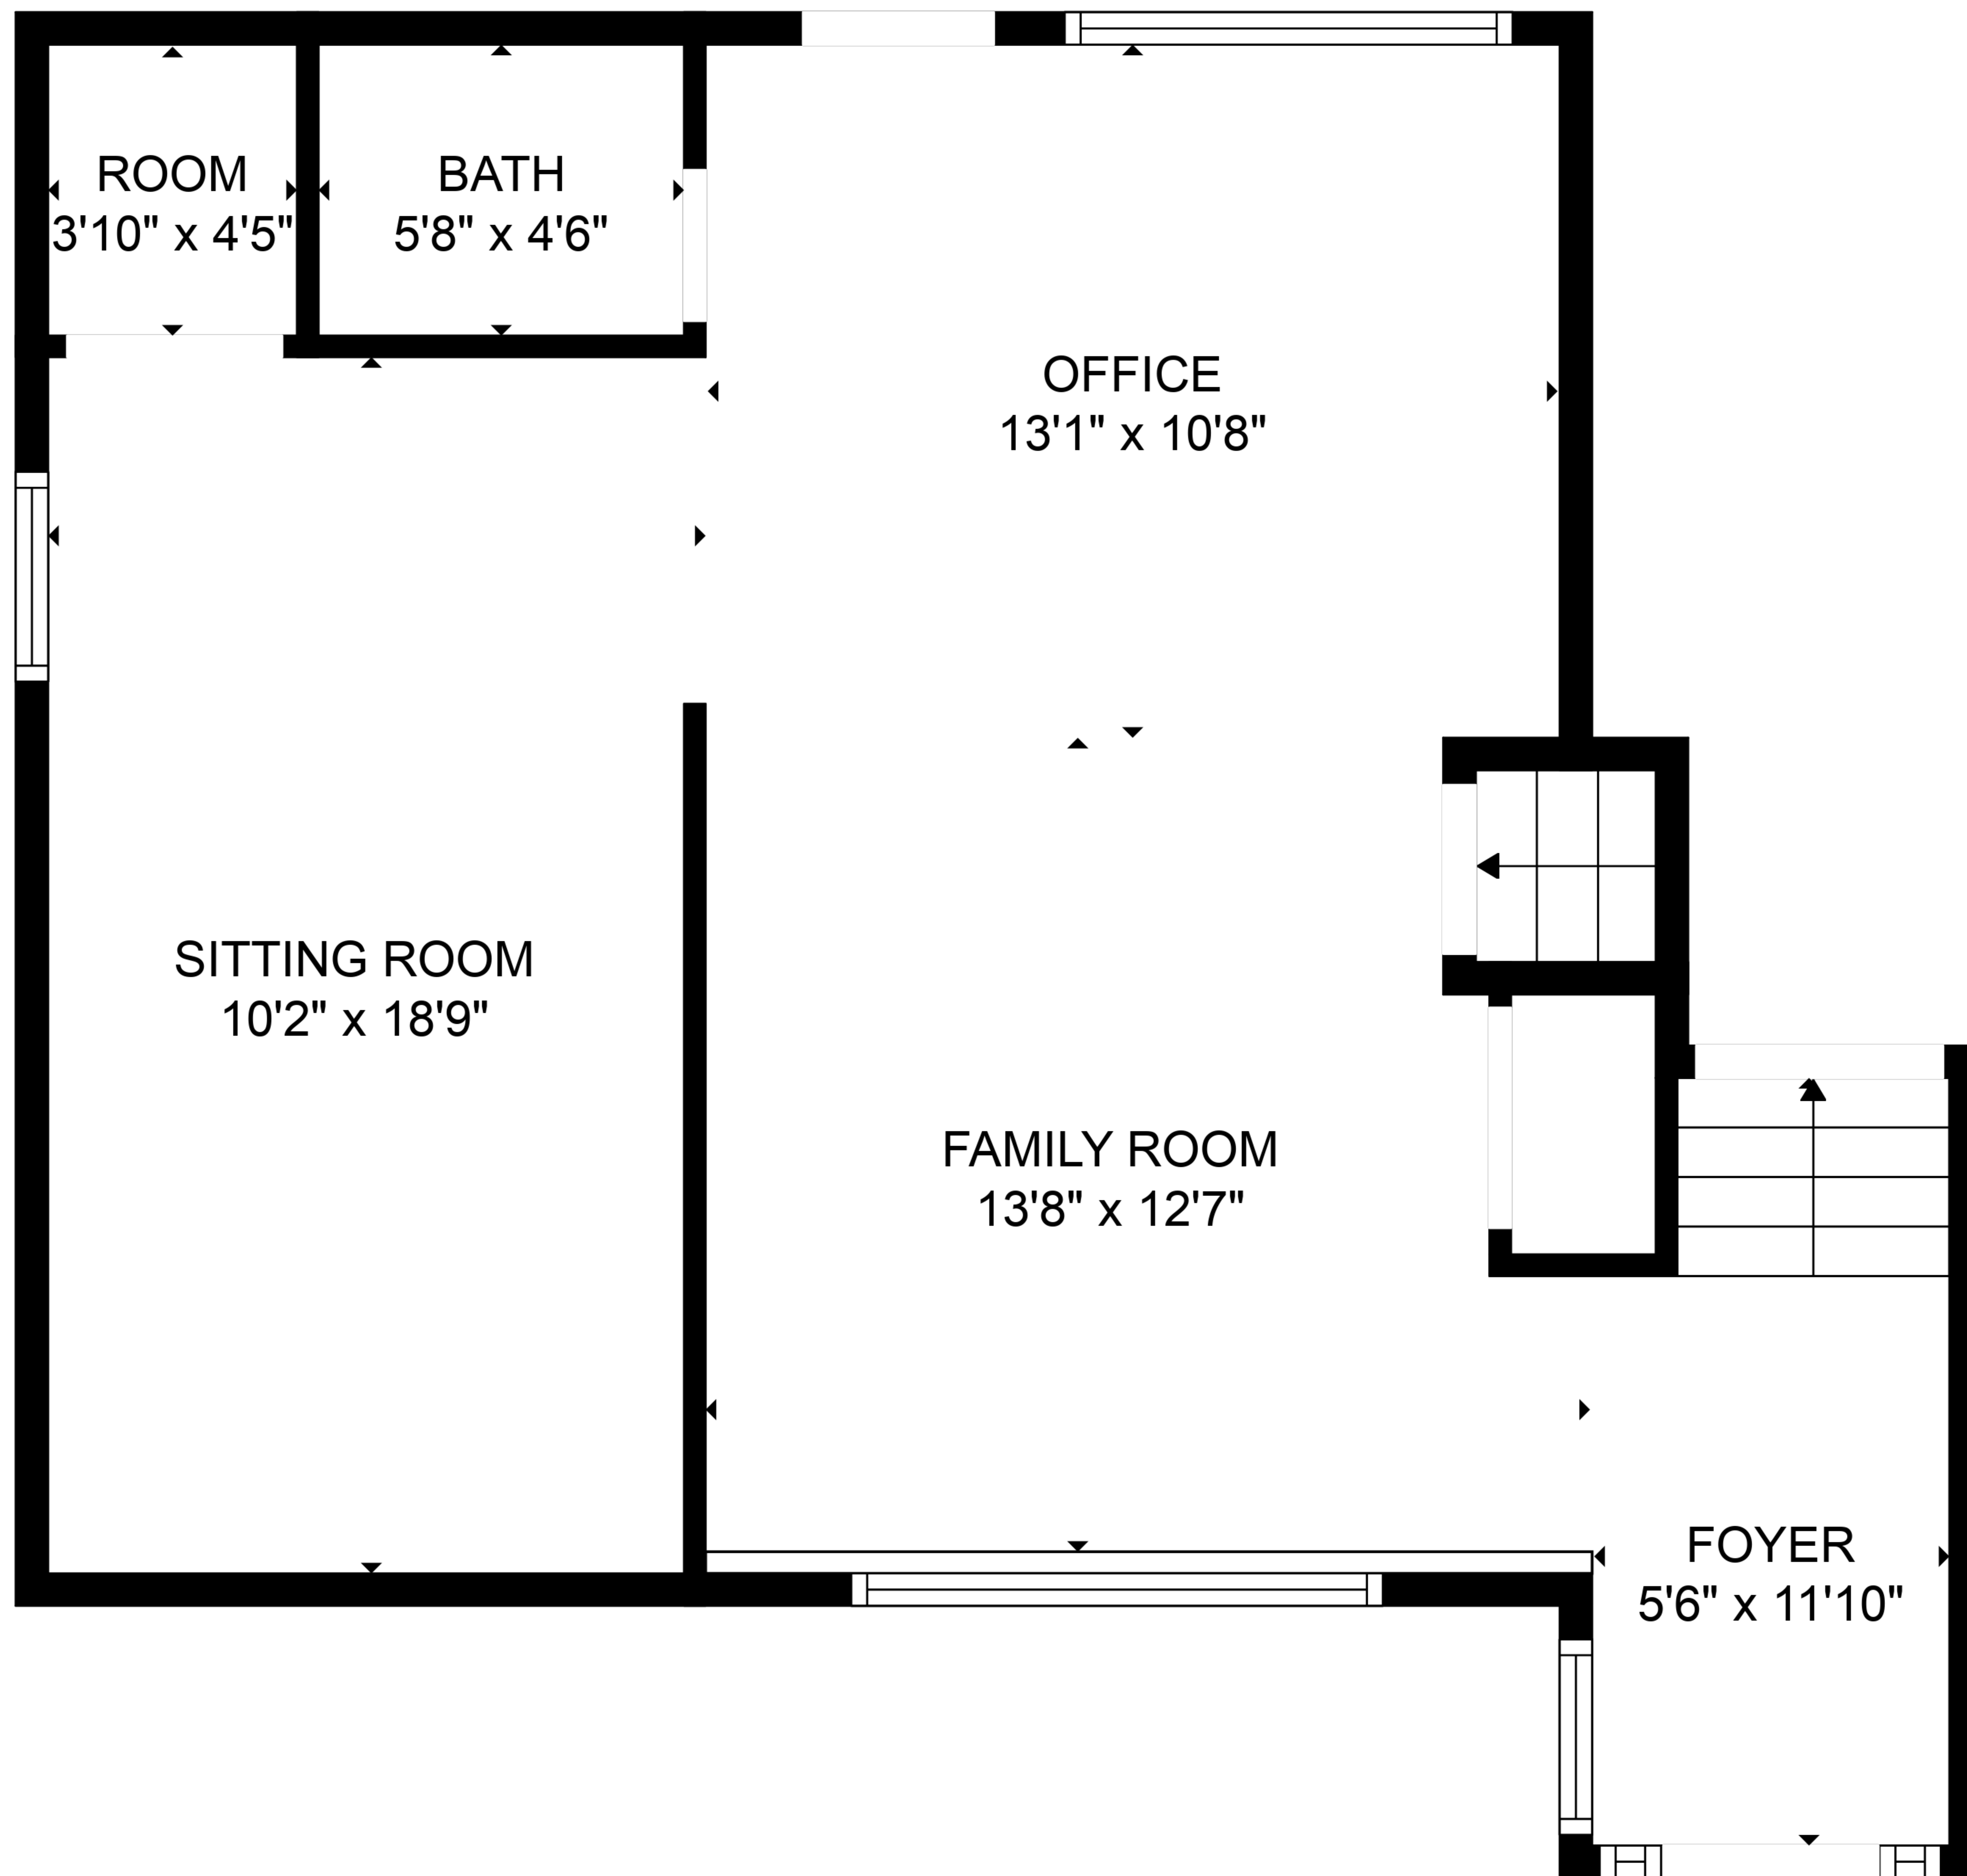 ROOM
3'10" x 4'5"
BATH
5'8" x 4'6"
OFFICE
13'1" x 10'8"
SITTING ROOM
10'2" x 18'9"
FAMILY ROOM
13'8" x 12'7"
FOYER
5'6" x 11'10"